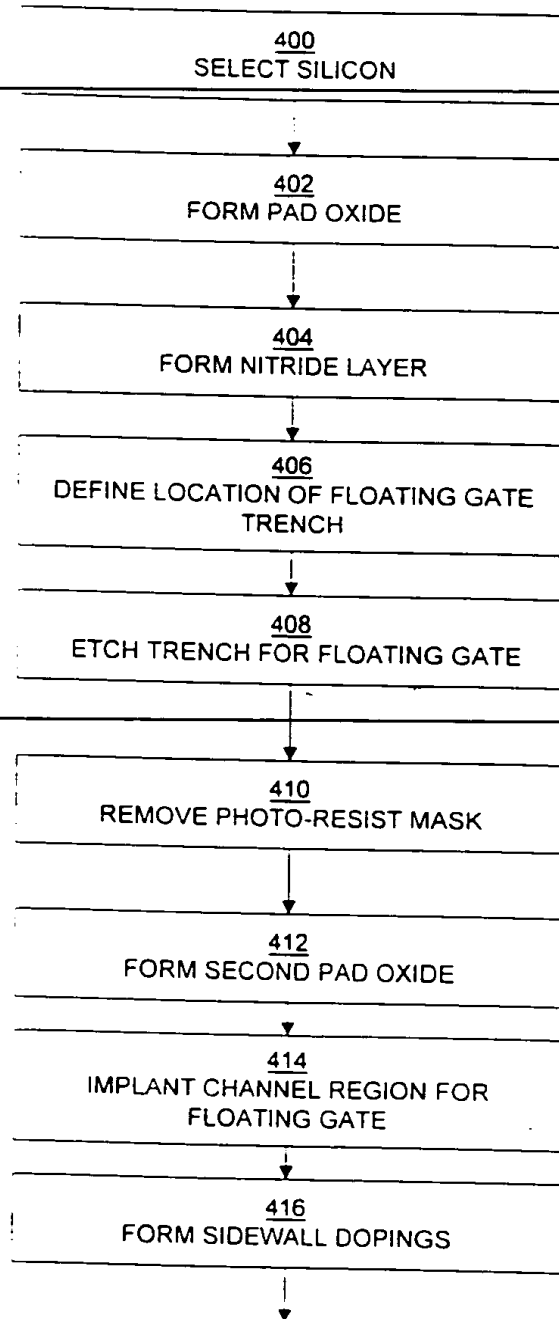 400
SELECT SILICON
402
FORM PAD OXIDE
404
FORM NITRIDE LAYER
406
DEFINE LOCATION OF FLOATING GATE
TRENCH
408
ETCH TRENCH FOR FLOATING GATE
410
REMOVE PHOTO-RESIST MASK
412
FORM SECOND PAD OXIDE
414
IMPLANT CHANNEL REGION FOR
FLOATING GATE
416
FORM SIDEWALL DOPINGS